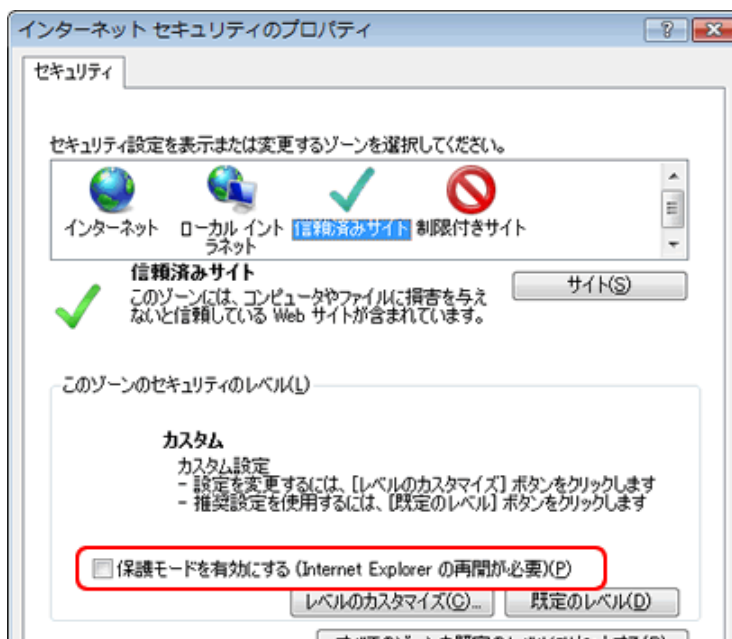 インターネット セキュリティのプロパティ
セキュリティ
セキュリティ設定を表示または変更するゾーンを選択してください。
インターネット
ローカル イント
ラネット
信頼済みサイト
制限付きサイト
信頼済みサイト
このゾーンには、コンピュータやファイルに損害を与え
ないと信頼している Web サイトが含まれています。
サイト(S)
このゾーンのセキュリティのレベル(L)
カスタム
カスタム設定
- 設定を変更するには、[レベルのカスタマイズ] ボタンをクリックします
- 推奨設定を使用するには、[既定のレベル] ボタンをクリックします
保護モードを有効にする (Internet Explorer の再開が必要)(P)
レベルのカスタマイズ(C)...
既定のレベル(D)